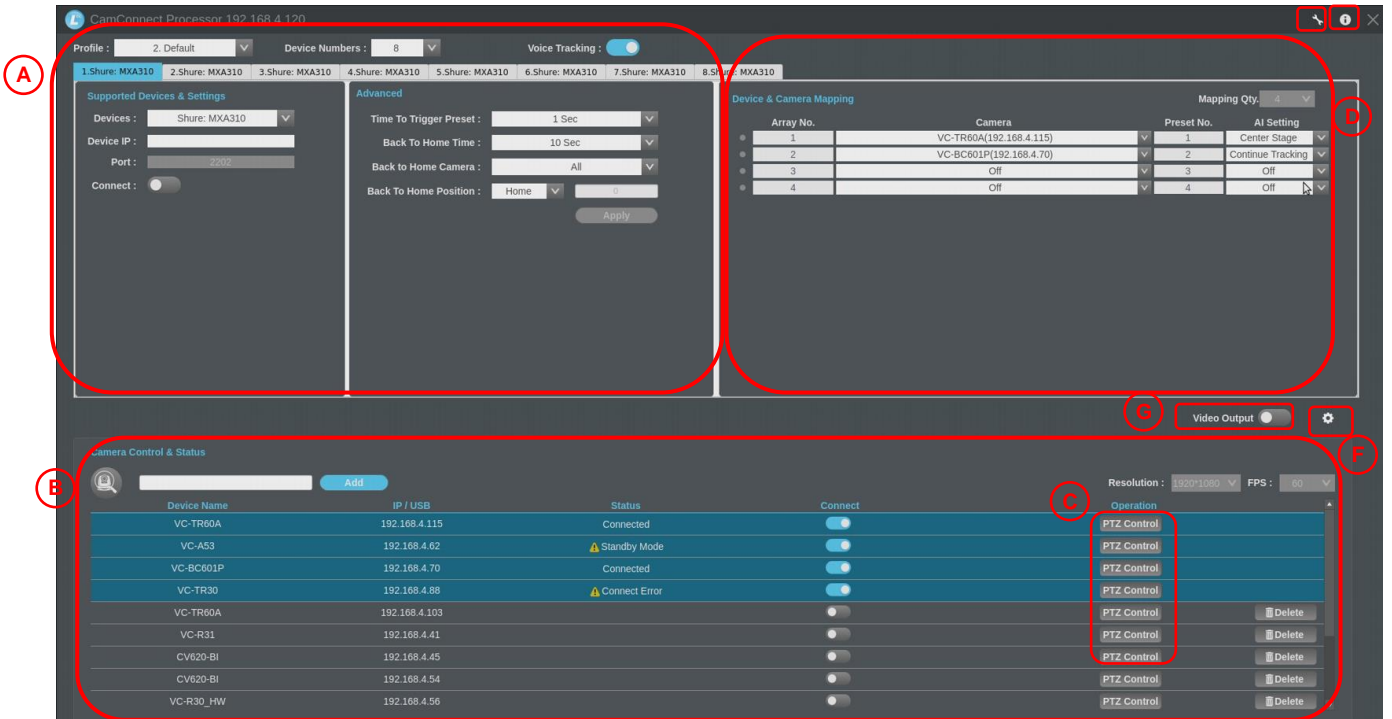 CamConnect Processor 192.168.4.120
Profile : 2. Default Device Numbers : 8 Voice Tracking :
A
1.Shure: MXA310 2.Shure: MXA310 3.Shure: MXA310 4.Shure: MXA310 5.Shure: MXA310 6.Shure: MXA310 7.Shure: MXA310 8.Shure: MXA310
Supported Devices & Settings
Devices : Shure: MXA310
Device IP :
Port : 2202
Connect :
Advanced
Time To Trigger Preset : 1 Sec
Back To Home Time : 10 Sec
Back to Home Camera : All
Back To Home Position : Home 0
Apply
Device & Camera Mapping Mapping Qty. 4
D
Array No. Camera Preset No. AI Setting
1 VC-TR60A(192.168.4.115) 1 Center Stage
2 VC-BC601P(192.168.4.70) 2 Continue Tracking
3 Off 3 Off
4 Off 4 Off
G
Video Output
F
Camera Control & Status
B
Add Resolution : 1920*1080 FPS : 60
C
Device Name IP / USB Status Connect Operation
VC-TR60A 192.168.4.115 Connected PTZ Control
VC-A53 192.168.4.62 Standby Mode PTZ Control
VC-BC601P 192.168.4.70 Connected PTZ Control
VC-TR30 192.168.4.88 Connect Error PTZ Control
VC-TR60A 192.168.4.103 PTZ Control Delete
VC-R31 192.168.4.41 PTZ Control Delete
CV620-BI 192.168.4.45 PTZ Control Delete
CV620-BI 192.168.4.54 PTZ Control Delete
VC-R30_HW 192.168.4.56 PTZ Control Delete